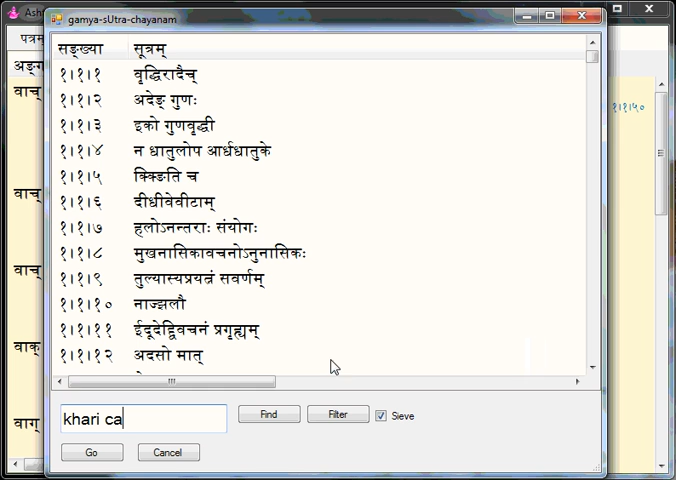 Ash
gamya-sUtra-chayanam
पत्रम्
सङ्ख्या सूत्रम्
अङ्ग
१।१।१ वृद्धिरादैच्
वाच्
१।१।२ अदेङ् गुणः
१।१।५०
१।१।३ इको गुणवृद्धी
१।१।४ न धातुलोप आर्धधातुके
१।१।५ क्क्ङिति च
वाच्
१।१।६ दीधीवेवीटाम्
१।१।७ हलोऽनन्तराः संयोगः
१।१।८ मुखनासिकावचनोऽनुनासिकः
वाच्
१।१।९ तुल्यास्यप्रयत्नं सवर्णम्
१।१।१० नाज्झलौ
१।१।११ ईदूदेद्द्विवचनं प्रगृह्यम्
वाक्
१।१।१२ अदसो मात्
khari ca
Find Filter Sieve
वाग्
Go Cancel